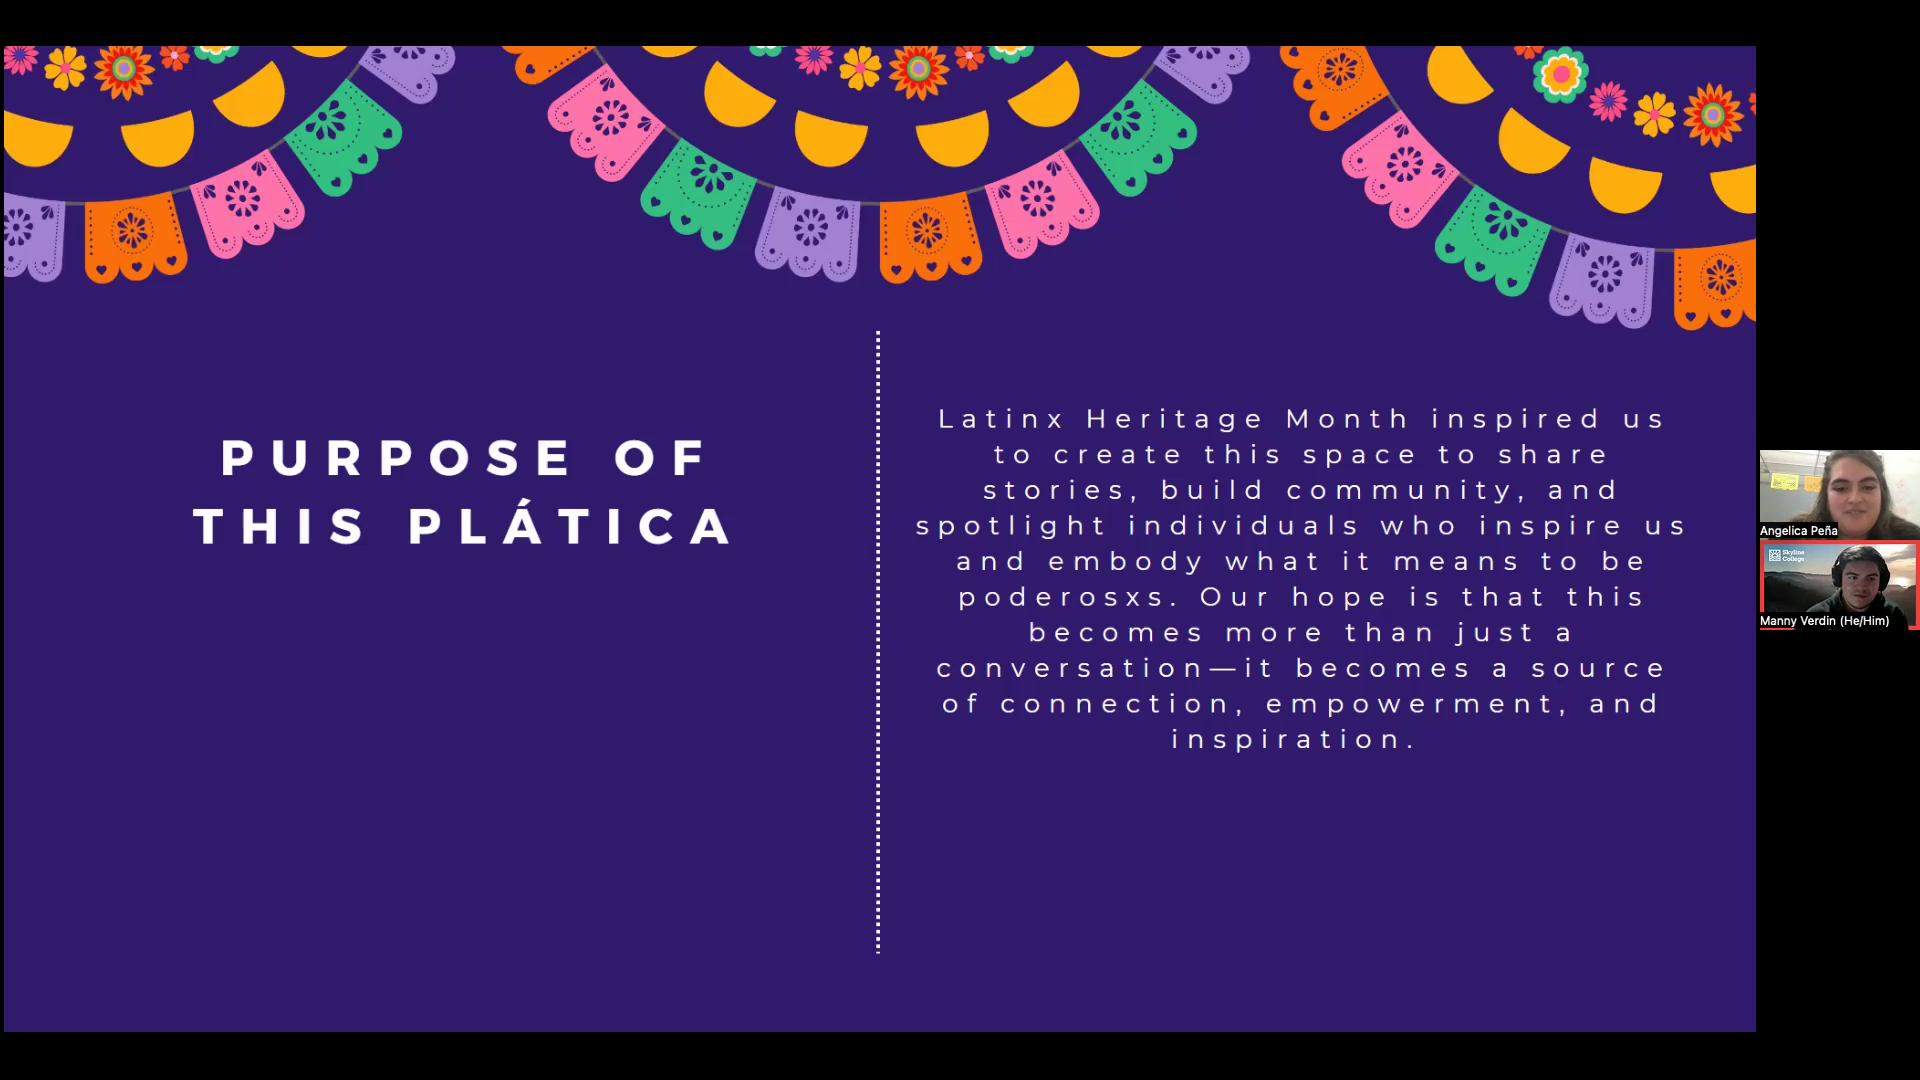 PURPOSE OF
THIS PLÁTICA
Latinx Heritage Month inspired us
to create this space to share
stories, build community, and
spotlight individuals who inspire us
and embody what it means to be
poderosxs. Our hope is that this
becomes more than just a
conversation—it becomes a source
of connection, empowerment, and
inspiration.
Angelica Peña
Skyline
College
Manny Verdin (He/Him)